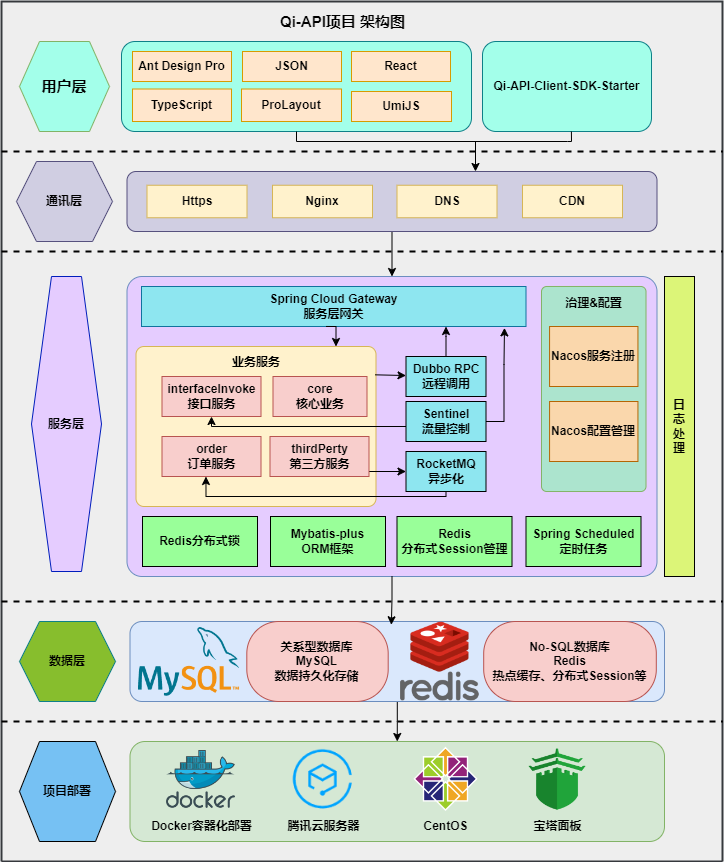 Qi-API项目 架构图
用户层
Ant Design Pro
JSON
React
TypeScript
ProLayout
UmiJS
Qi-API-Client-SDK-Starter
通讯层
Https
Nginx
DNS
CDN
服务层
Spring Cloud Gateway
服务层网关
业务服务
interfaceInvoke
接口服务
core
核心业务
order
订单服务
thirdPerty
第三方服务
Dubbo RPC
远程调用
Sentinel
流量控制
RocketMQ
异步化
治理&配置
Nacos服务注册
Nacos配置管理
日志处理
Redis分布式锁
Mybatis-plus
ORM框架
Redis
分布式Session管理
Spring Scheduled
定时任务
数据层
MySQL
关系型数据库
MySQL
数据持久化存储
redis
No-SQL数据库
Redis
热点缓存、分布式Session等
项目部署
docker
Docker容器化部署
腾讯云服务器
CentOS
宝塔面板